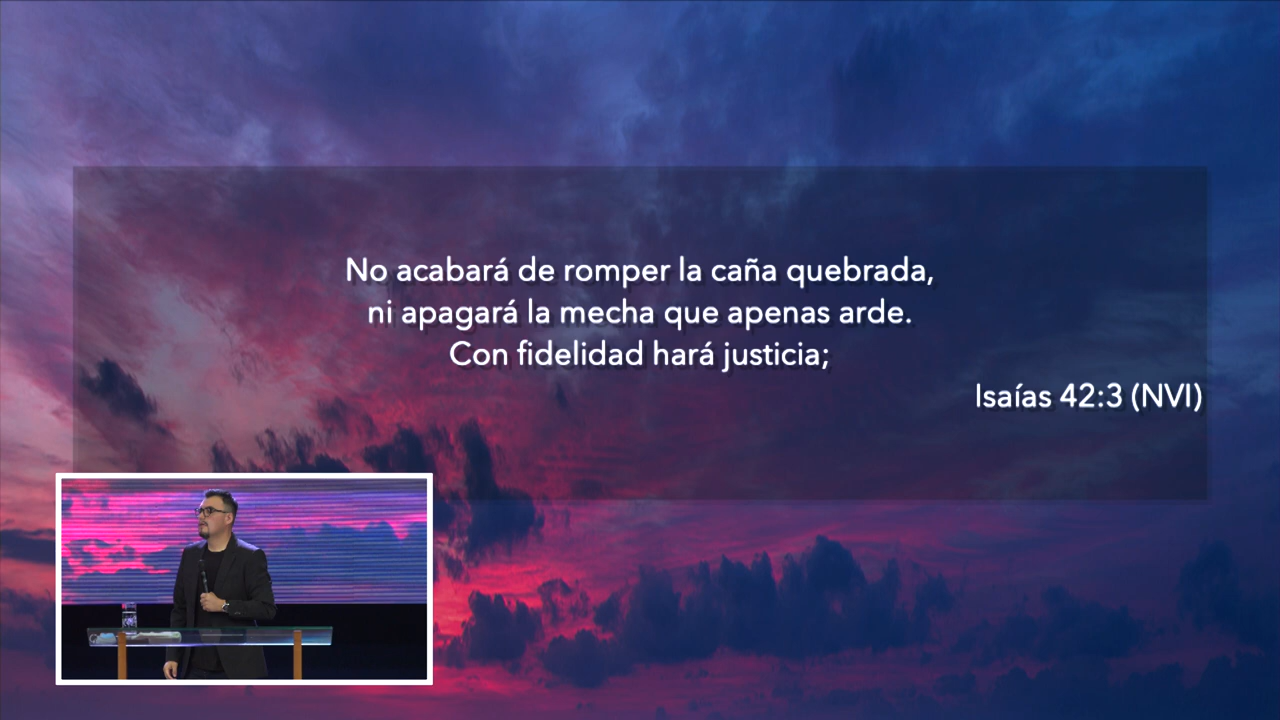 No acabará de romper la caña quebrada,
ni apagará la mecha que apenas arde.
Con fidelidad hará justicia;
Isaías 42:3 (NVI)